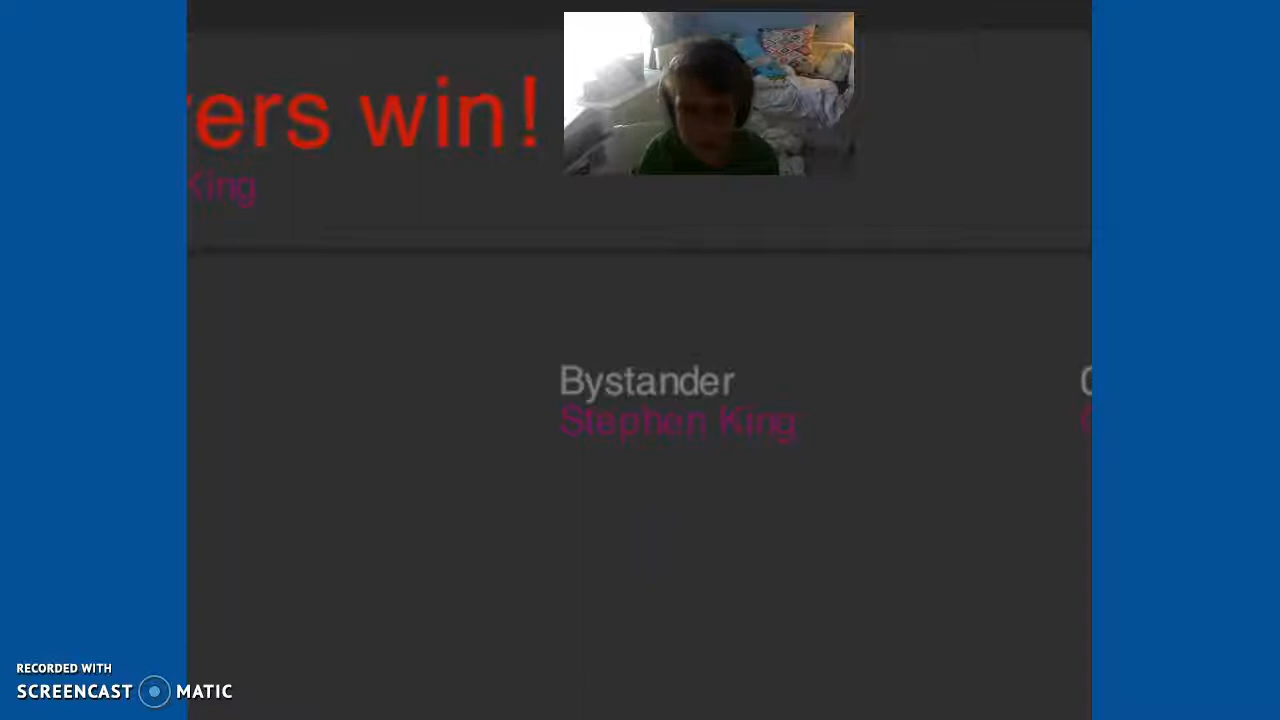 ers win!
King
Bystander
Stephen King
RECORDED WITH
SCREENCAST MATIC